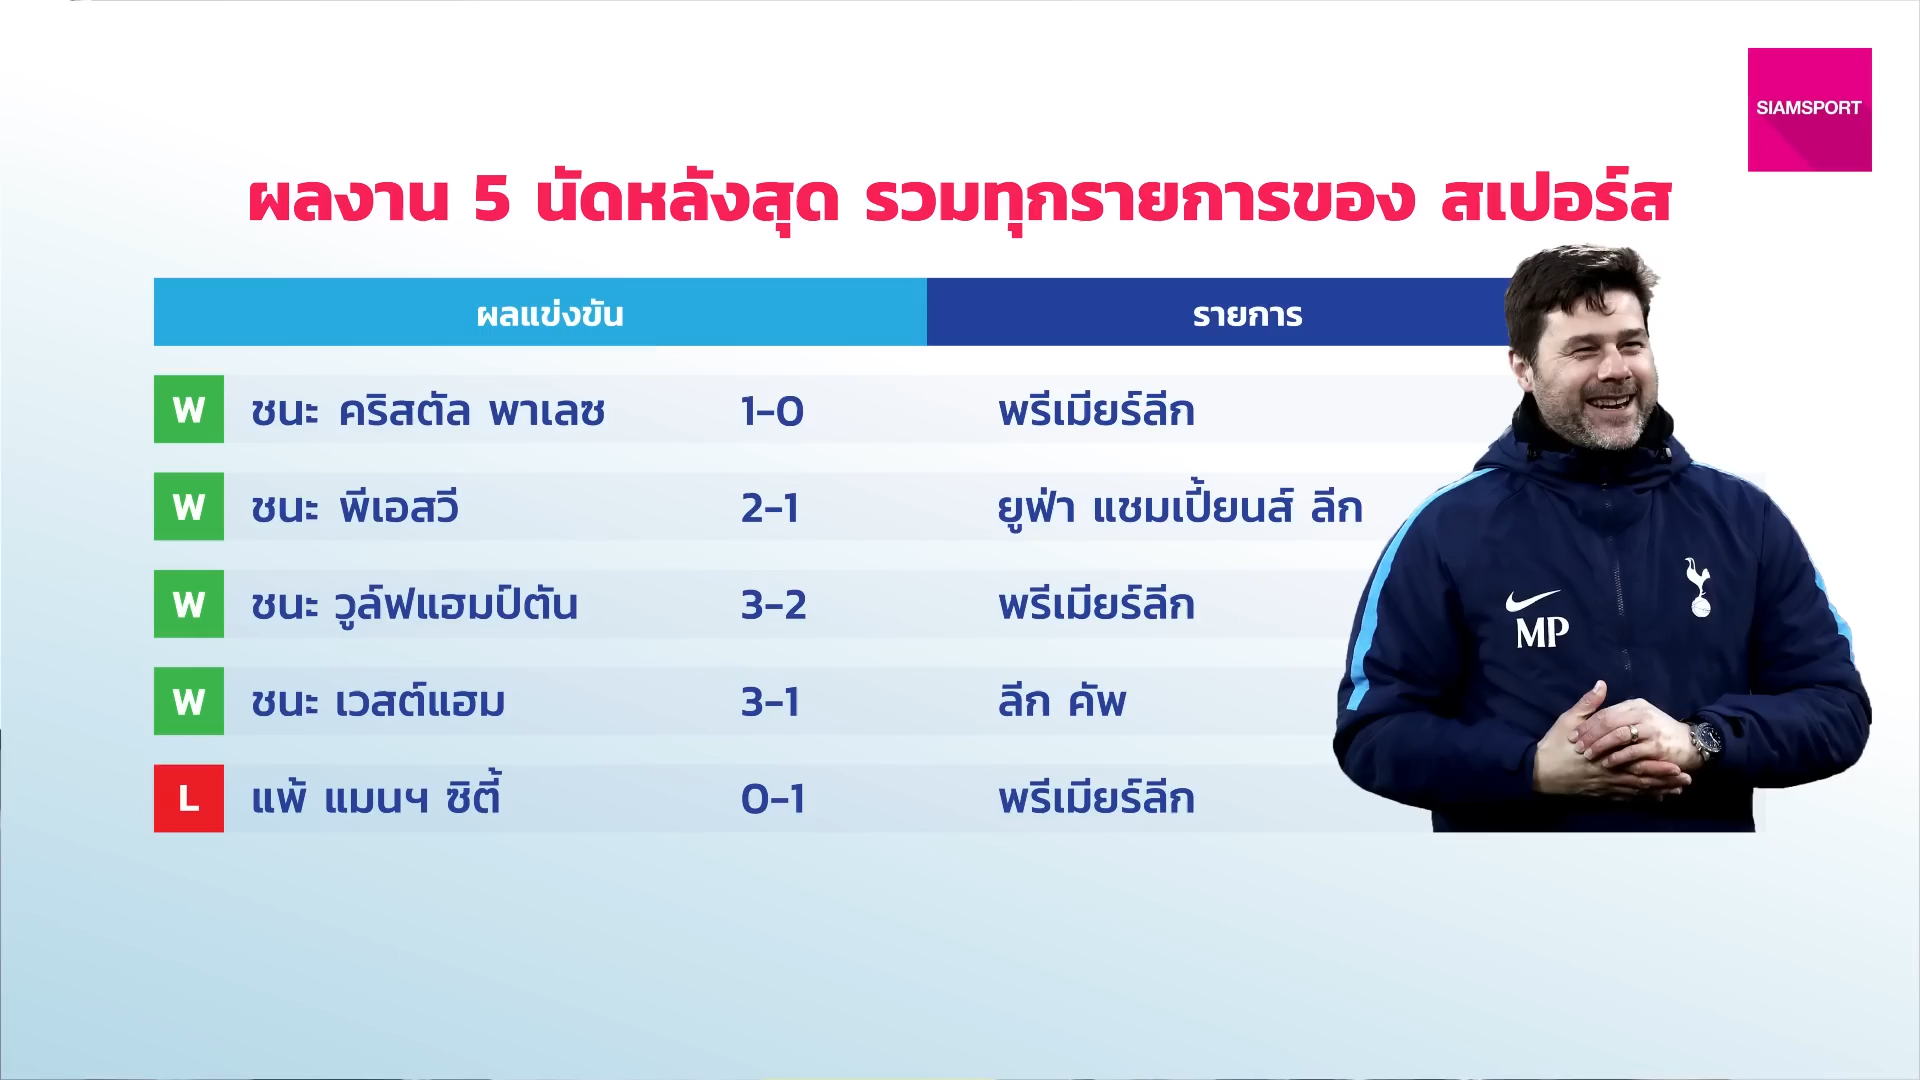 SIAMSPORT
ผลงาน 5 นัดหลังสุด รวมทุกรายการของ สเปอร์ส
ผลแข่งขัน รายการ
W ชนะ คริสตัล พาเลซ 1-0 พรีเมียร์ลีก
W ชนะ พีเอสวี 2-1 ยูฟ่า แชมเปี้ยนส์ ลีก
W ชนะ วูล์ฟแฮมป์ตัน 3-2 พรีเมียร์ลีก
W ชนะ เวสต์แฮม 3-1 ลีก คัพ
L แพ้ แมนฯ ซิตี้ 0-1 พรีเมียร์ลีก
MP